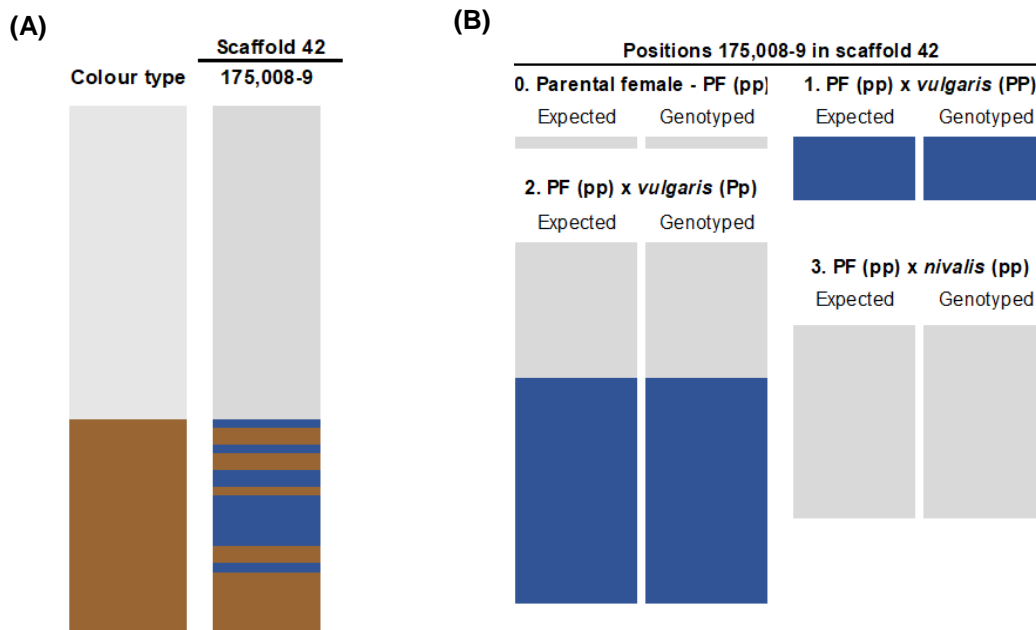 (A)
Scaffold 42
Colour type
175,008-9
(B)
Positions 175,008-9 in scaffold 42
0. Parental female - PF (pp)
Expected
Genotyped
1. PF (pp) x vulgaris (PP)
Expected
Genotyped
2. PF (pp) x vulgaris (Pp)
Expected
Genotyped
3. PF (pp) x nivalis (pp)
Expected
Genotyped